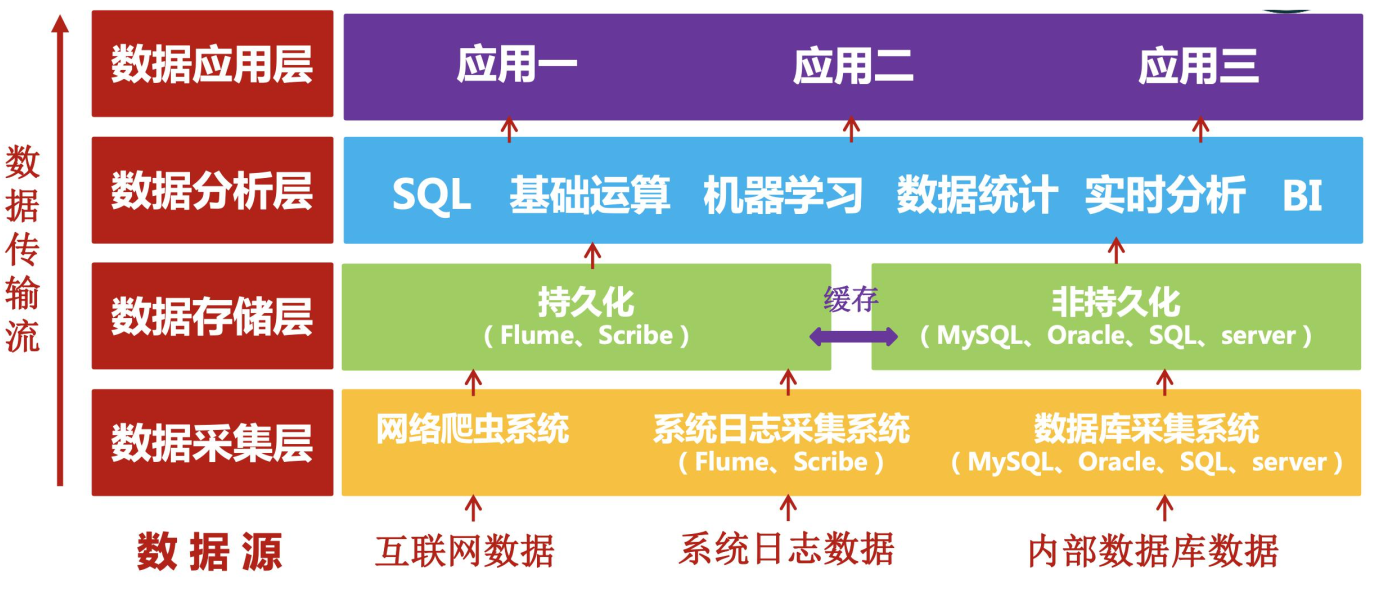 数据应用层
应用一 应用二 应用三
数据分析层
SQL 基础运算 机器学习 数据统计 实时分析 BI
数据传输流
数据存储层
持久化
（Flume、Scribe）
缓存
非持久化
（MySQL、Oracle、SQL、server）
数据采集层
网络爬虫系统
系统日志采集系统
（Flume、Scribe）
数据库采集系统
（MySQL、Oracle、SQL、server）
数据源 互联网数据 系统日志数据 内部数据库数据